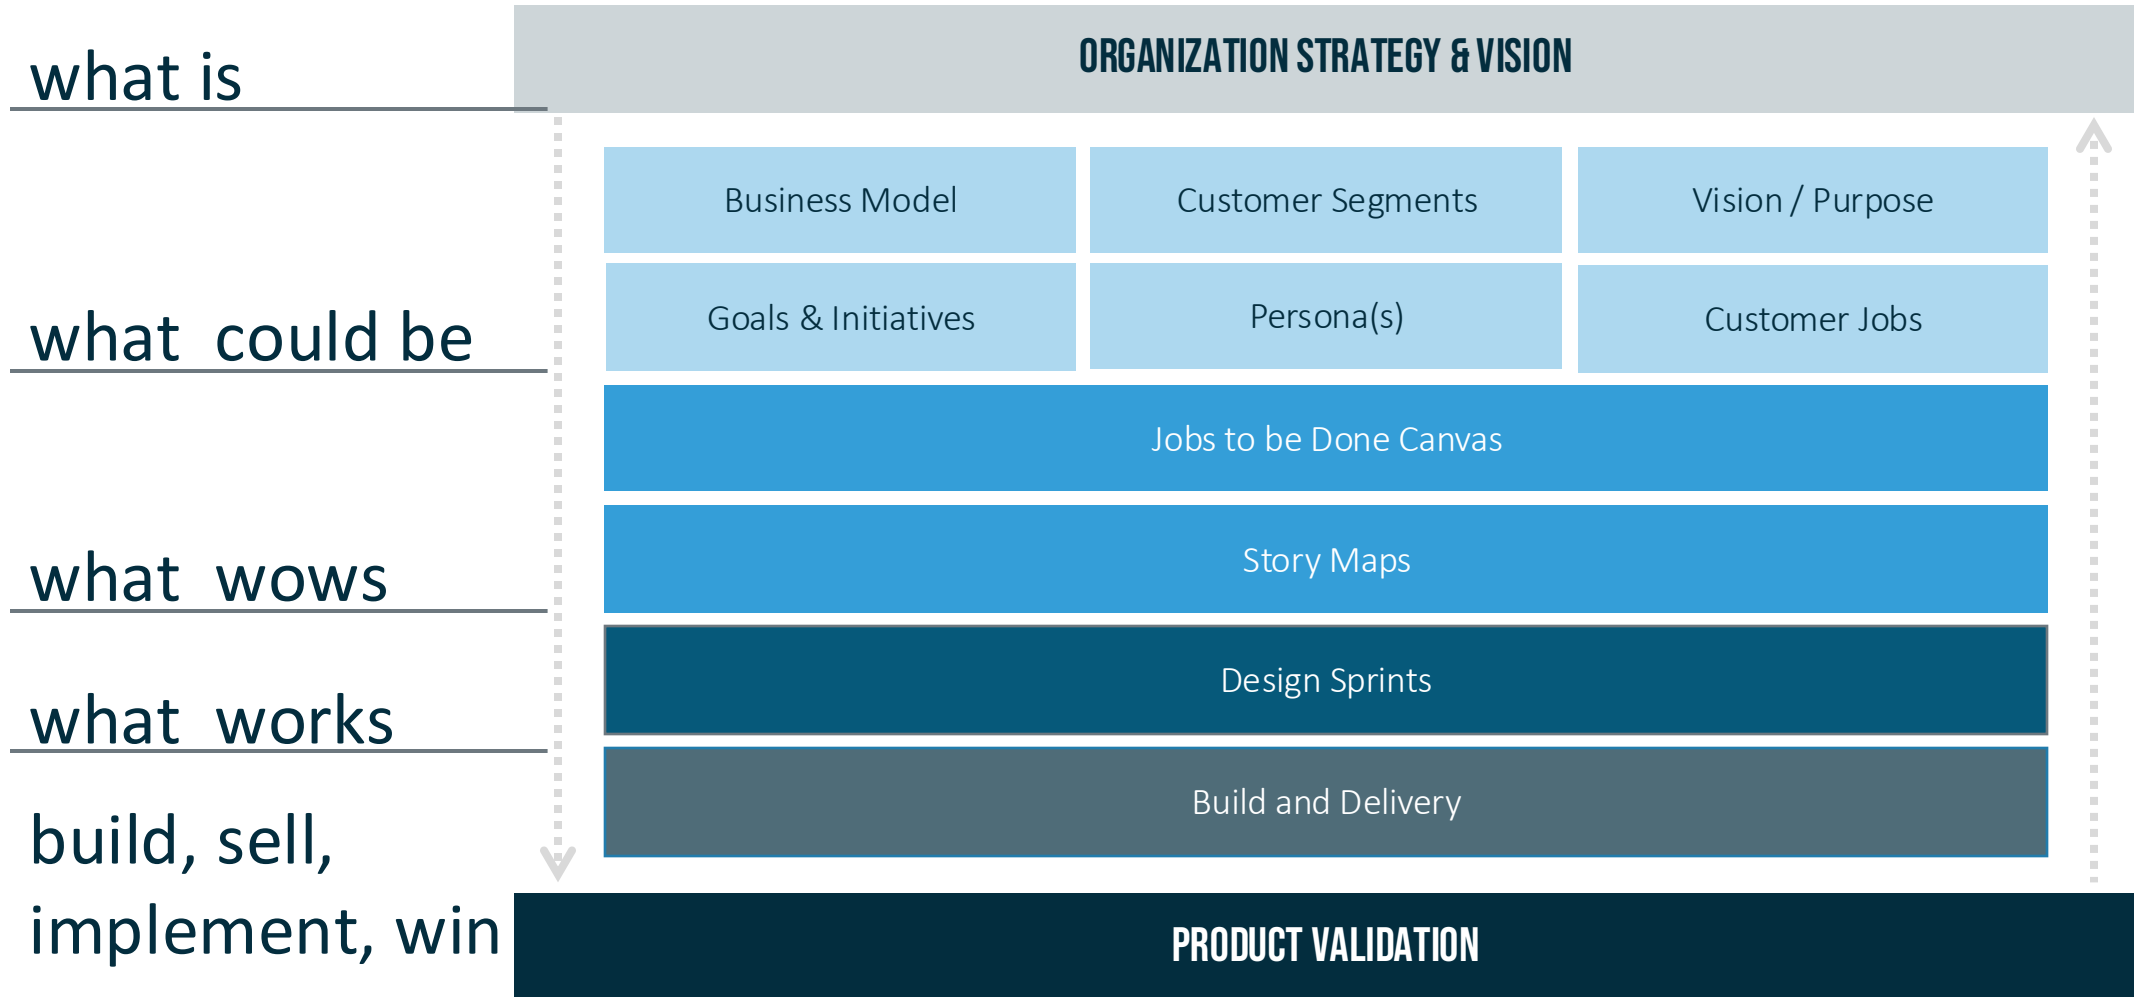 what is
ORGANIZATION STRATEGY & VISION
Business Model
Customer Segments
Vision / Purpose
what could be
Goals & Initiatives
Persona(s)
Customer Jobs
Jobs to be Done Canvas
what wows
Story Maps
what works
Design Sprints
build, sell,
implement, win
Build and Delivery
PRODUCT VALIDATION